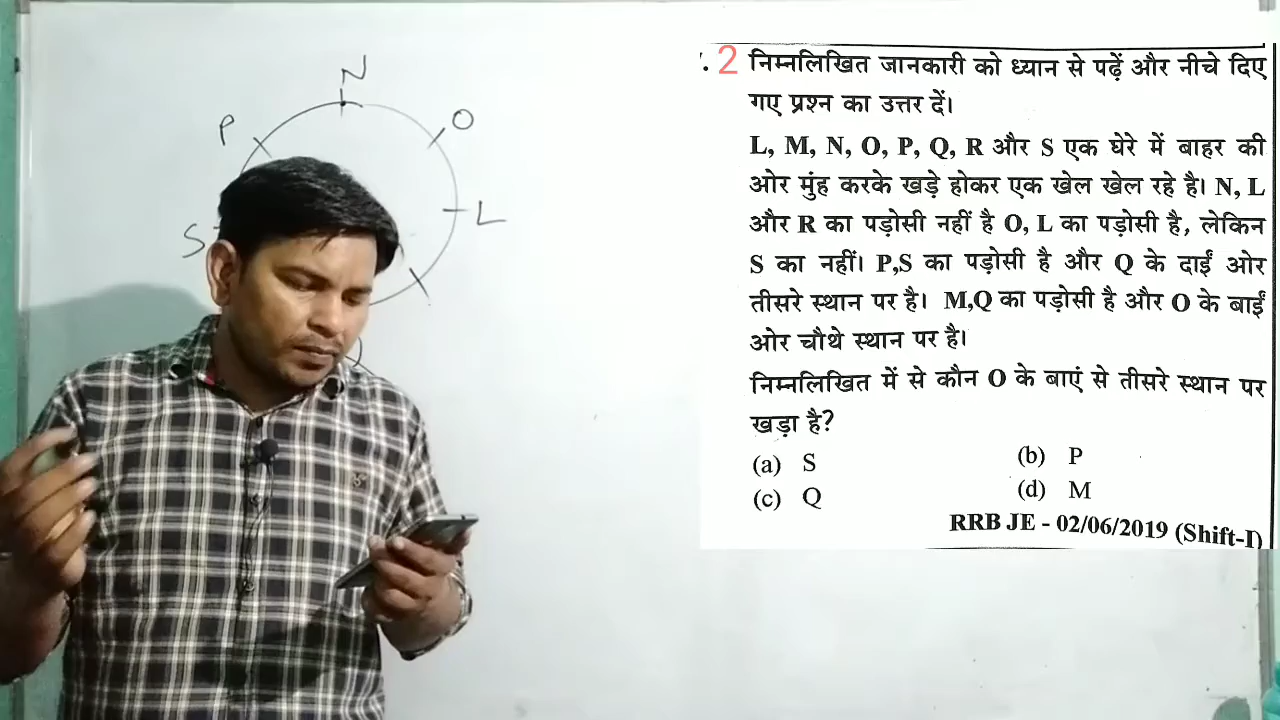 N
O
P
L
S
. 2 निम्नलिखित जानकारी को ध्यान से पढ़ें और नीचे दिए
गए प्रश्न का उत्तर दें।
L, M, N, O, P, Q, R और S एक घेरे में बाहर की
ओर मुंह करके खड़े होकर एक खेल खेल रहे है। N, L
और R का पड़ोसी नहीं है O, L का पड़ोसी है, लेकिन
S का नहीं। P,S का पड़ोसी है और Q के दाईं ओर
तीसरे स्थान पर है। M,Q का पड़ोसी है और O के बाईं
ओर चौथे स्थान पर है।
निम्नलिखित में से कौन O के बाएं से तीसरे स्थान पर
खड़ा है?
(a) S (b) P
(c) Q (d) M
RRB JE - 02/06/2019 (Shift-I)